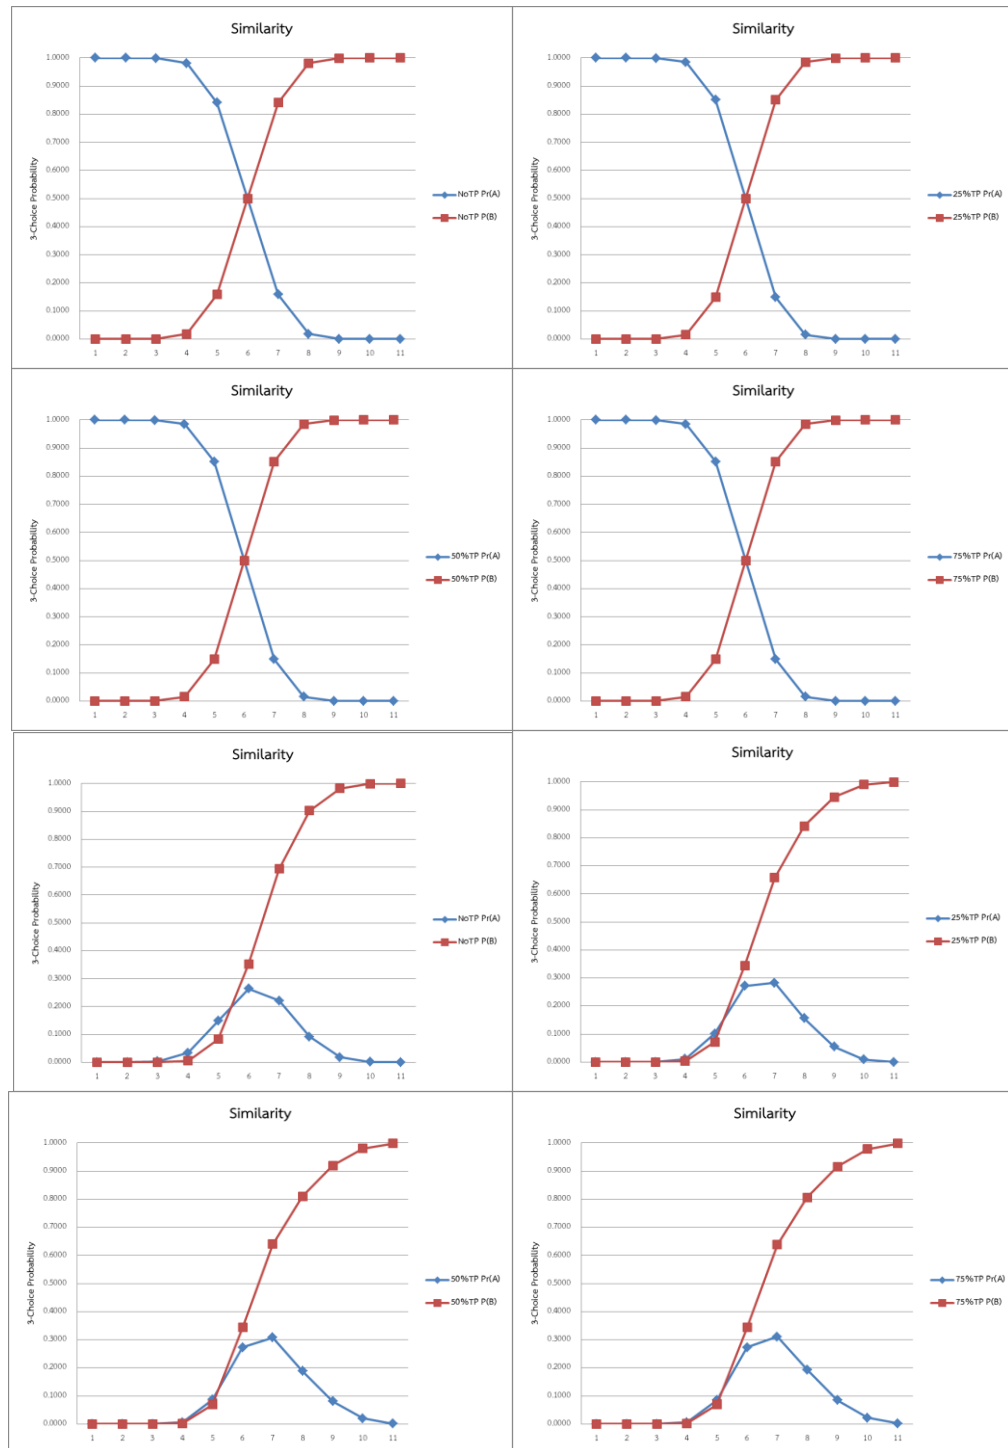 Similarity
1.0000
0.9000
0.8000
0.7000
0.6000
0.5000
0.4000
0.3000
0.2000
0.1000
0.0000
3-Choice Probability
1 2 3 4 5 6 7 8 9 10 11
NoTP Pr(A)
NoTP P(B)
Similarity
1.0000
0.9000
0.8000
0.7000
0.6000
0.5000
0.4000
0.3000
0.2000
0.1000
0.0000
3-Choice Probability
1 2 3 4 5 6 7 8 9 10 11
25%TP Pr(A)
25%TP P(B)
Similarity
1.0000
0.9000
0.8000
0.7000
0.6000
0.5000
0.4000
0.3000
0.2000
0.1000
0.0000
3-Choice Probability
1 2 3 4 5 6 7 8 9 10 11
50%TP Pr(A)
50%TP P(B)
Similarity
1.0000
0.9000
0.8000
0.7000
0.6000
0.5000
0.4000
0.3000
0.2000
0.1000
0.0000
3-Choice Probability
1 2 3 4 5 6 7 8 9 10 11
75%TP Pr(A)
75%TP P(B)
Similarity
1.0000
0.9000
0.8000
0.7000
0.6000
0.5000
0.4000
0.3000
0.2000
0.1000
0.0000
3-Choice Probability
1 2 3 4 5 6 7 8 9 10 11
NoTP Pr(A)
NoTP P(B)
Similarity
1.0000
0.9000
0.8000
0.7000
0.6000
0.5000
0.4000
0.3000
0.2000
0.1000
0.0000
3-Choice Probability
1 2 3 4 5 6 7 8 9 10 11
25%TP Pr(A)
25%TP P(B)
Similarity
1.0000
0.9000
0.8000
0.7000
0.6000
0.5000
0.4000
0.3000
0.2000
0.1000
0.0000
3-Choice Probability
1 2 3 4 5 6 7 8 9 10 11
50%TP Pr(A)
50%TP P(B)
Similarity
1.0000
0.9000
0.8000
0.7000
0.6000
0.5000
0.4000
0.3000
0.2000
0.1000
0.0000
3-Choice Probability
1 2 3 4 5 6 7 8 9 10 11
75%TP Pr(A)
75%TP P(B)